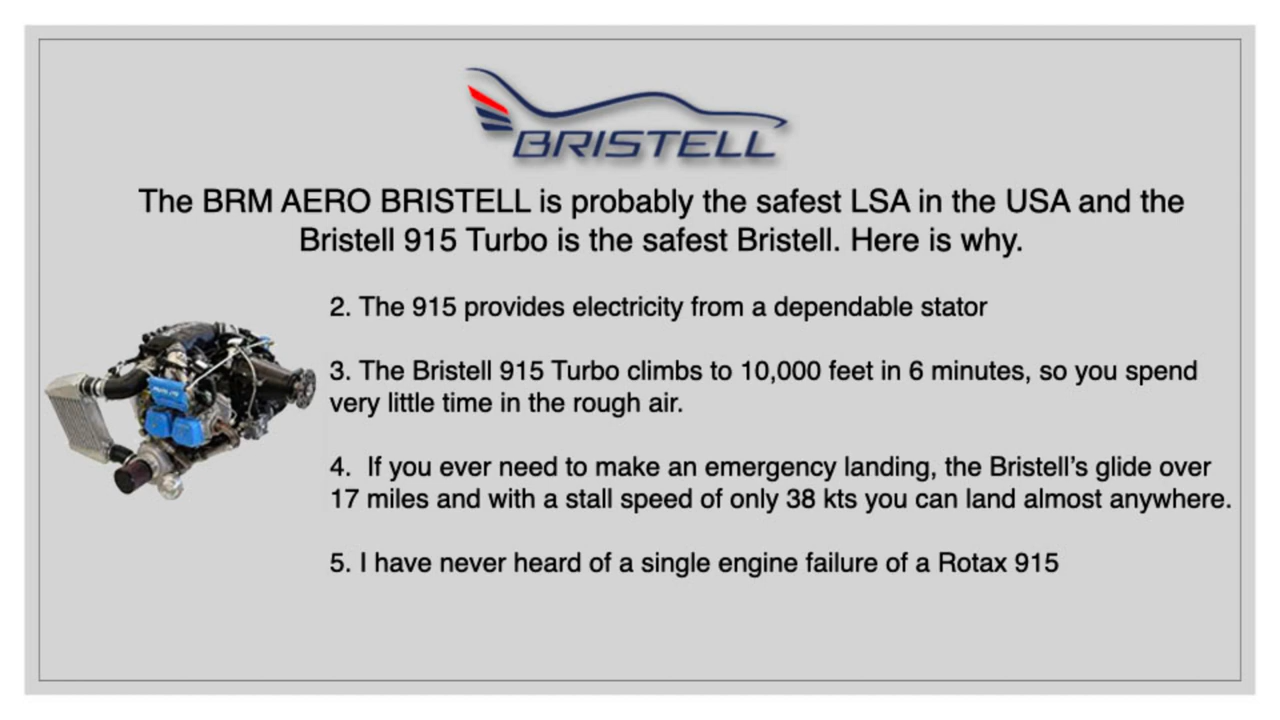 BRISTELL
The BRM AERO BRISTELL is probably the safest LSA in the USA and the
Bristell 915 Turbo is the safest Bristell. Here is why.
2. The 915 provides electricity from a dependable stator
3. The Bristell 915 Turbo climbs to 10,000 feet in 6 minutes, so you spend
very little time in the rough air.
4.  If you ever need to make an emergency landing, the Bristell's glide over
17 miles and with a stall speed of only 38 kts you can land almost anywhere.
5. I have never heard of a single engine failure of a Rotax 915